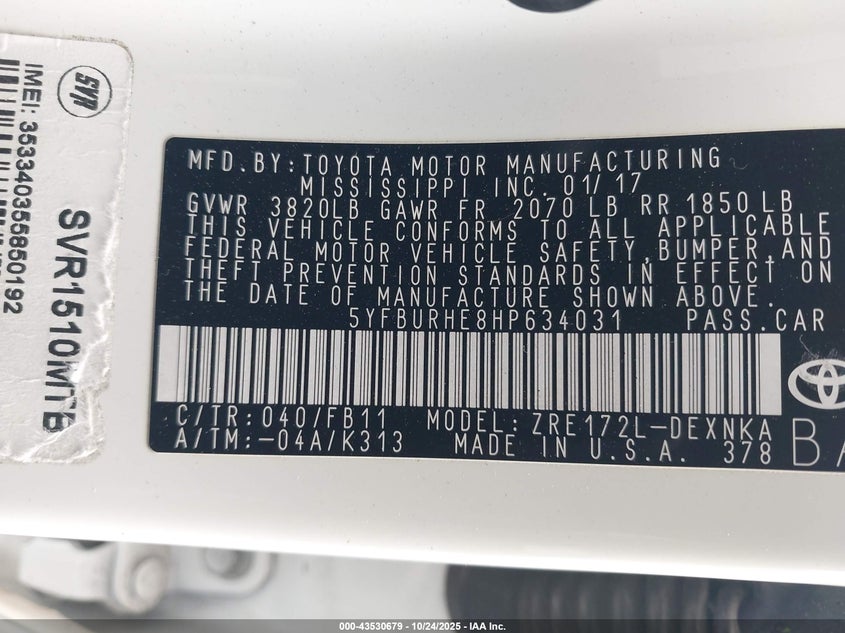 SVR
IMEI: 353340355850192
SVR1510MTB
MFD. BY: TOYOTA MOTOR MANUFACTURING
MISSISSIPPI INC. 01/17
GVWR 3820LB GAWR FR 2070 LB RR 1850 LB
THIS VEHICLE CONFORMS TO ALL APPLICABLE
FEDERAL MOTOR VEHICLE SAFETY, BUMPER, AND
THEFT PREVENTION STANDARDS IN EFFECT ON
THE DATE OF MANUFACTURE SHOWN ABOVE.
5YFBURHE8HP634031 PASS. CAR
C/TR: 040/FB11 MODEL: ZRE172L-DEXNKA
A/TM: -04A/K313 MADE IN U.S.A. 378
000-43530679 - 10/24/2025 - IAA Inc.